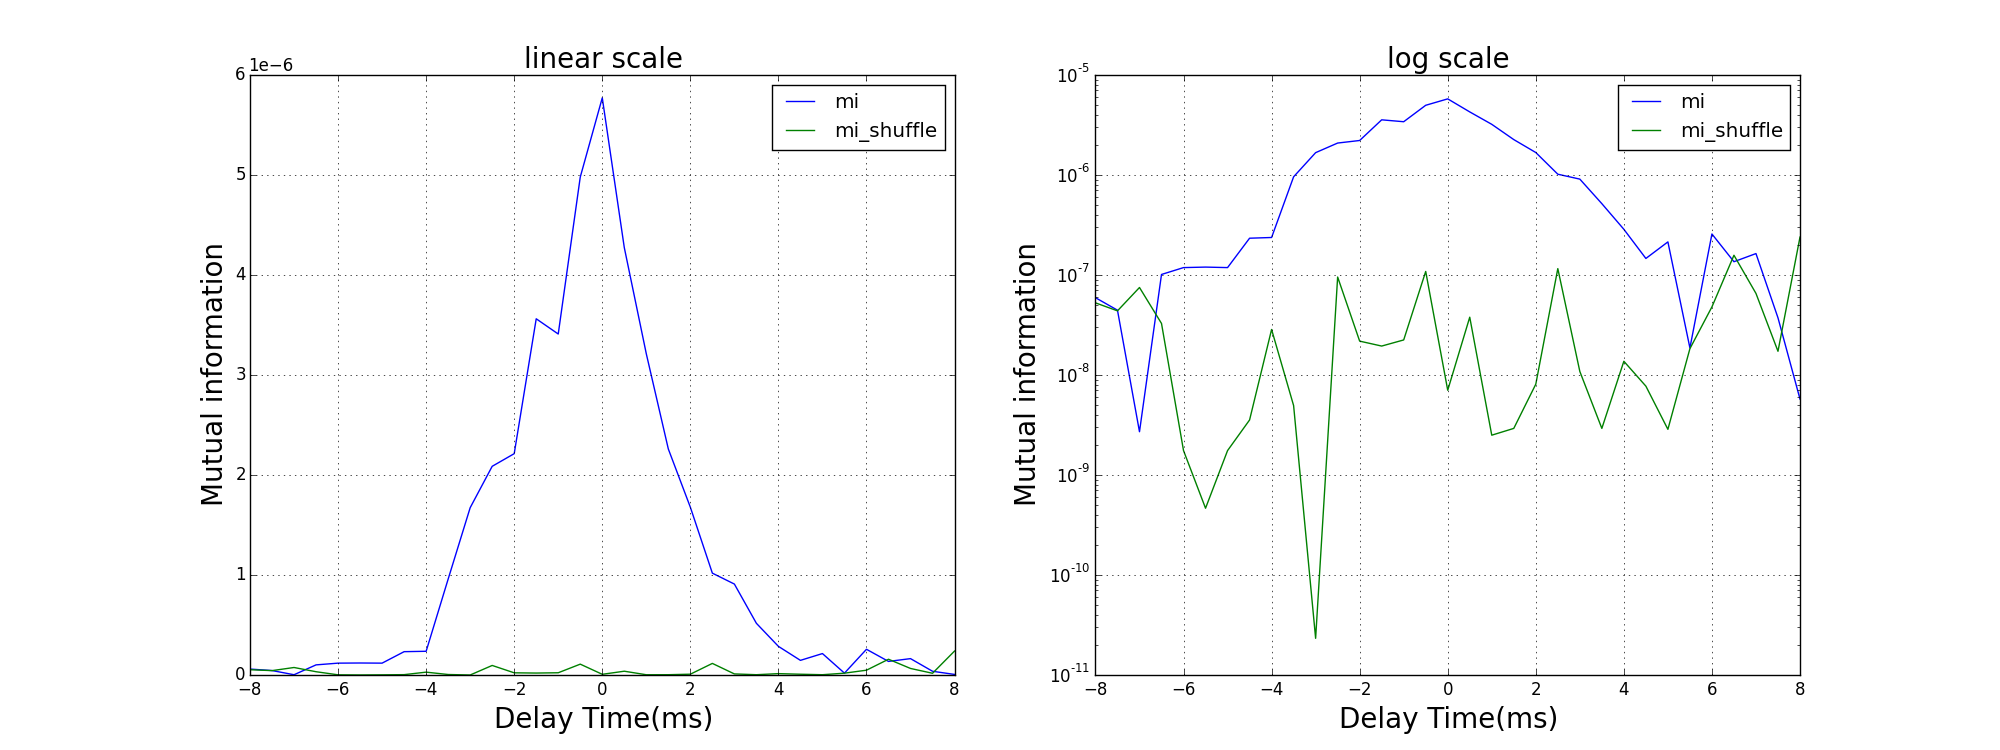 linear scale
1e−6
mi
mi_shuffle
6
5
4
3
2
1
0
Mutual information
−8 −6 −4 −2 0 2 4 6 8
Delay Time(ms)
log scale
mi
mi_shuffle
10^-5
10^-6
10^-7
10^-8
10^-9
10^-10
10^-11
Mutual information
−8 −6 −4 −2 0 2 4 6 8
Delay Time(ms)